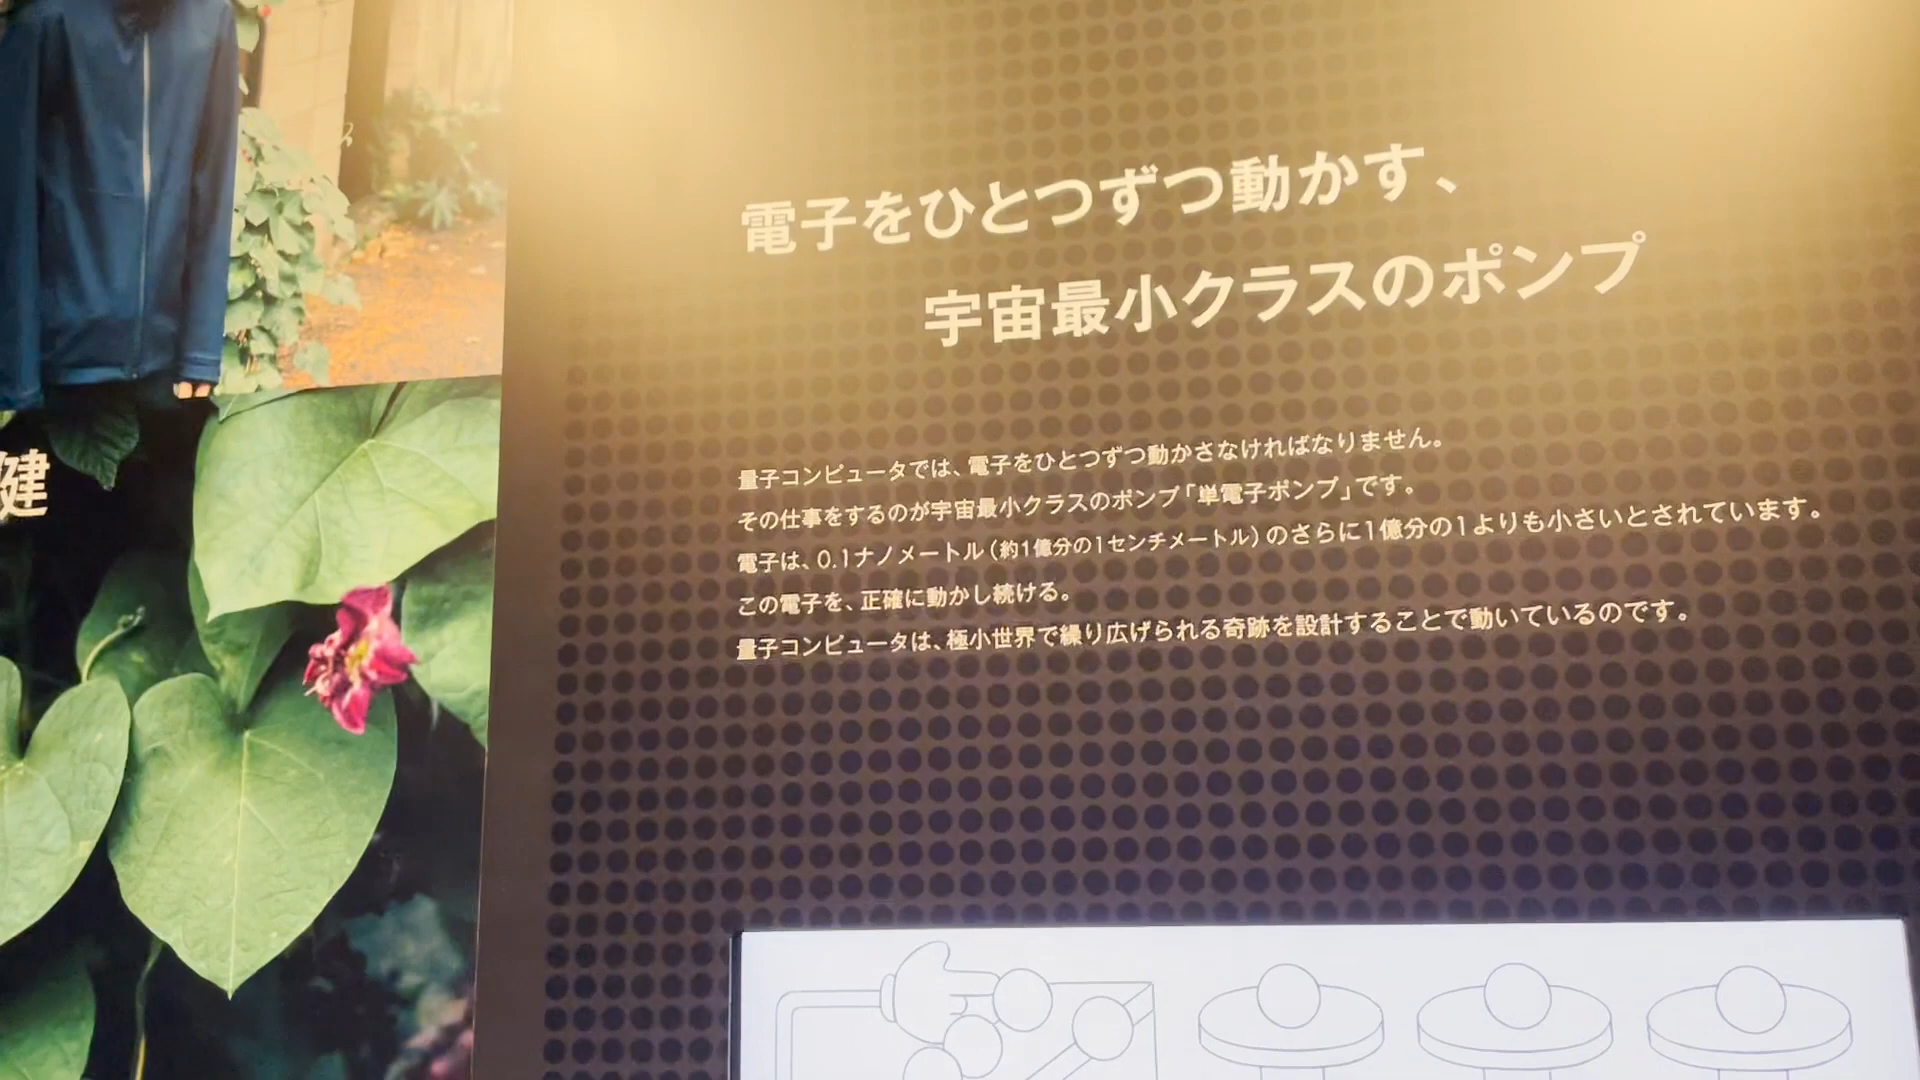 電子をひとつずつ動かす、
宇宙最小クラスのポンプ
量子コンピュータでは、電子をひとつずつ動かさなければなりません。
その仕事をするのが宇宙最小クラスのポンプ「単電子ポンプ」です。
電子は、0.1ナノメートル(約1億分の1センチメートル)のさらに1億分の1よりも小さいとされています。
この電子を、正確に動かし続ける。
量子コンピュータは、極小世界で繰り広げられる奇跡を設計することで動いているのです。
健